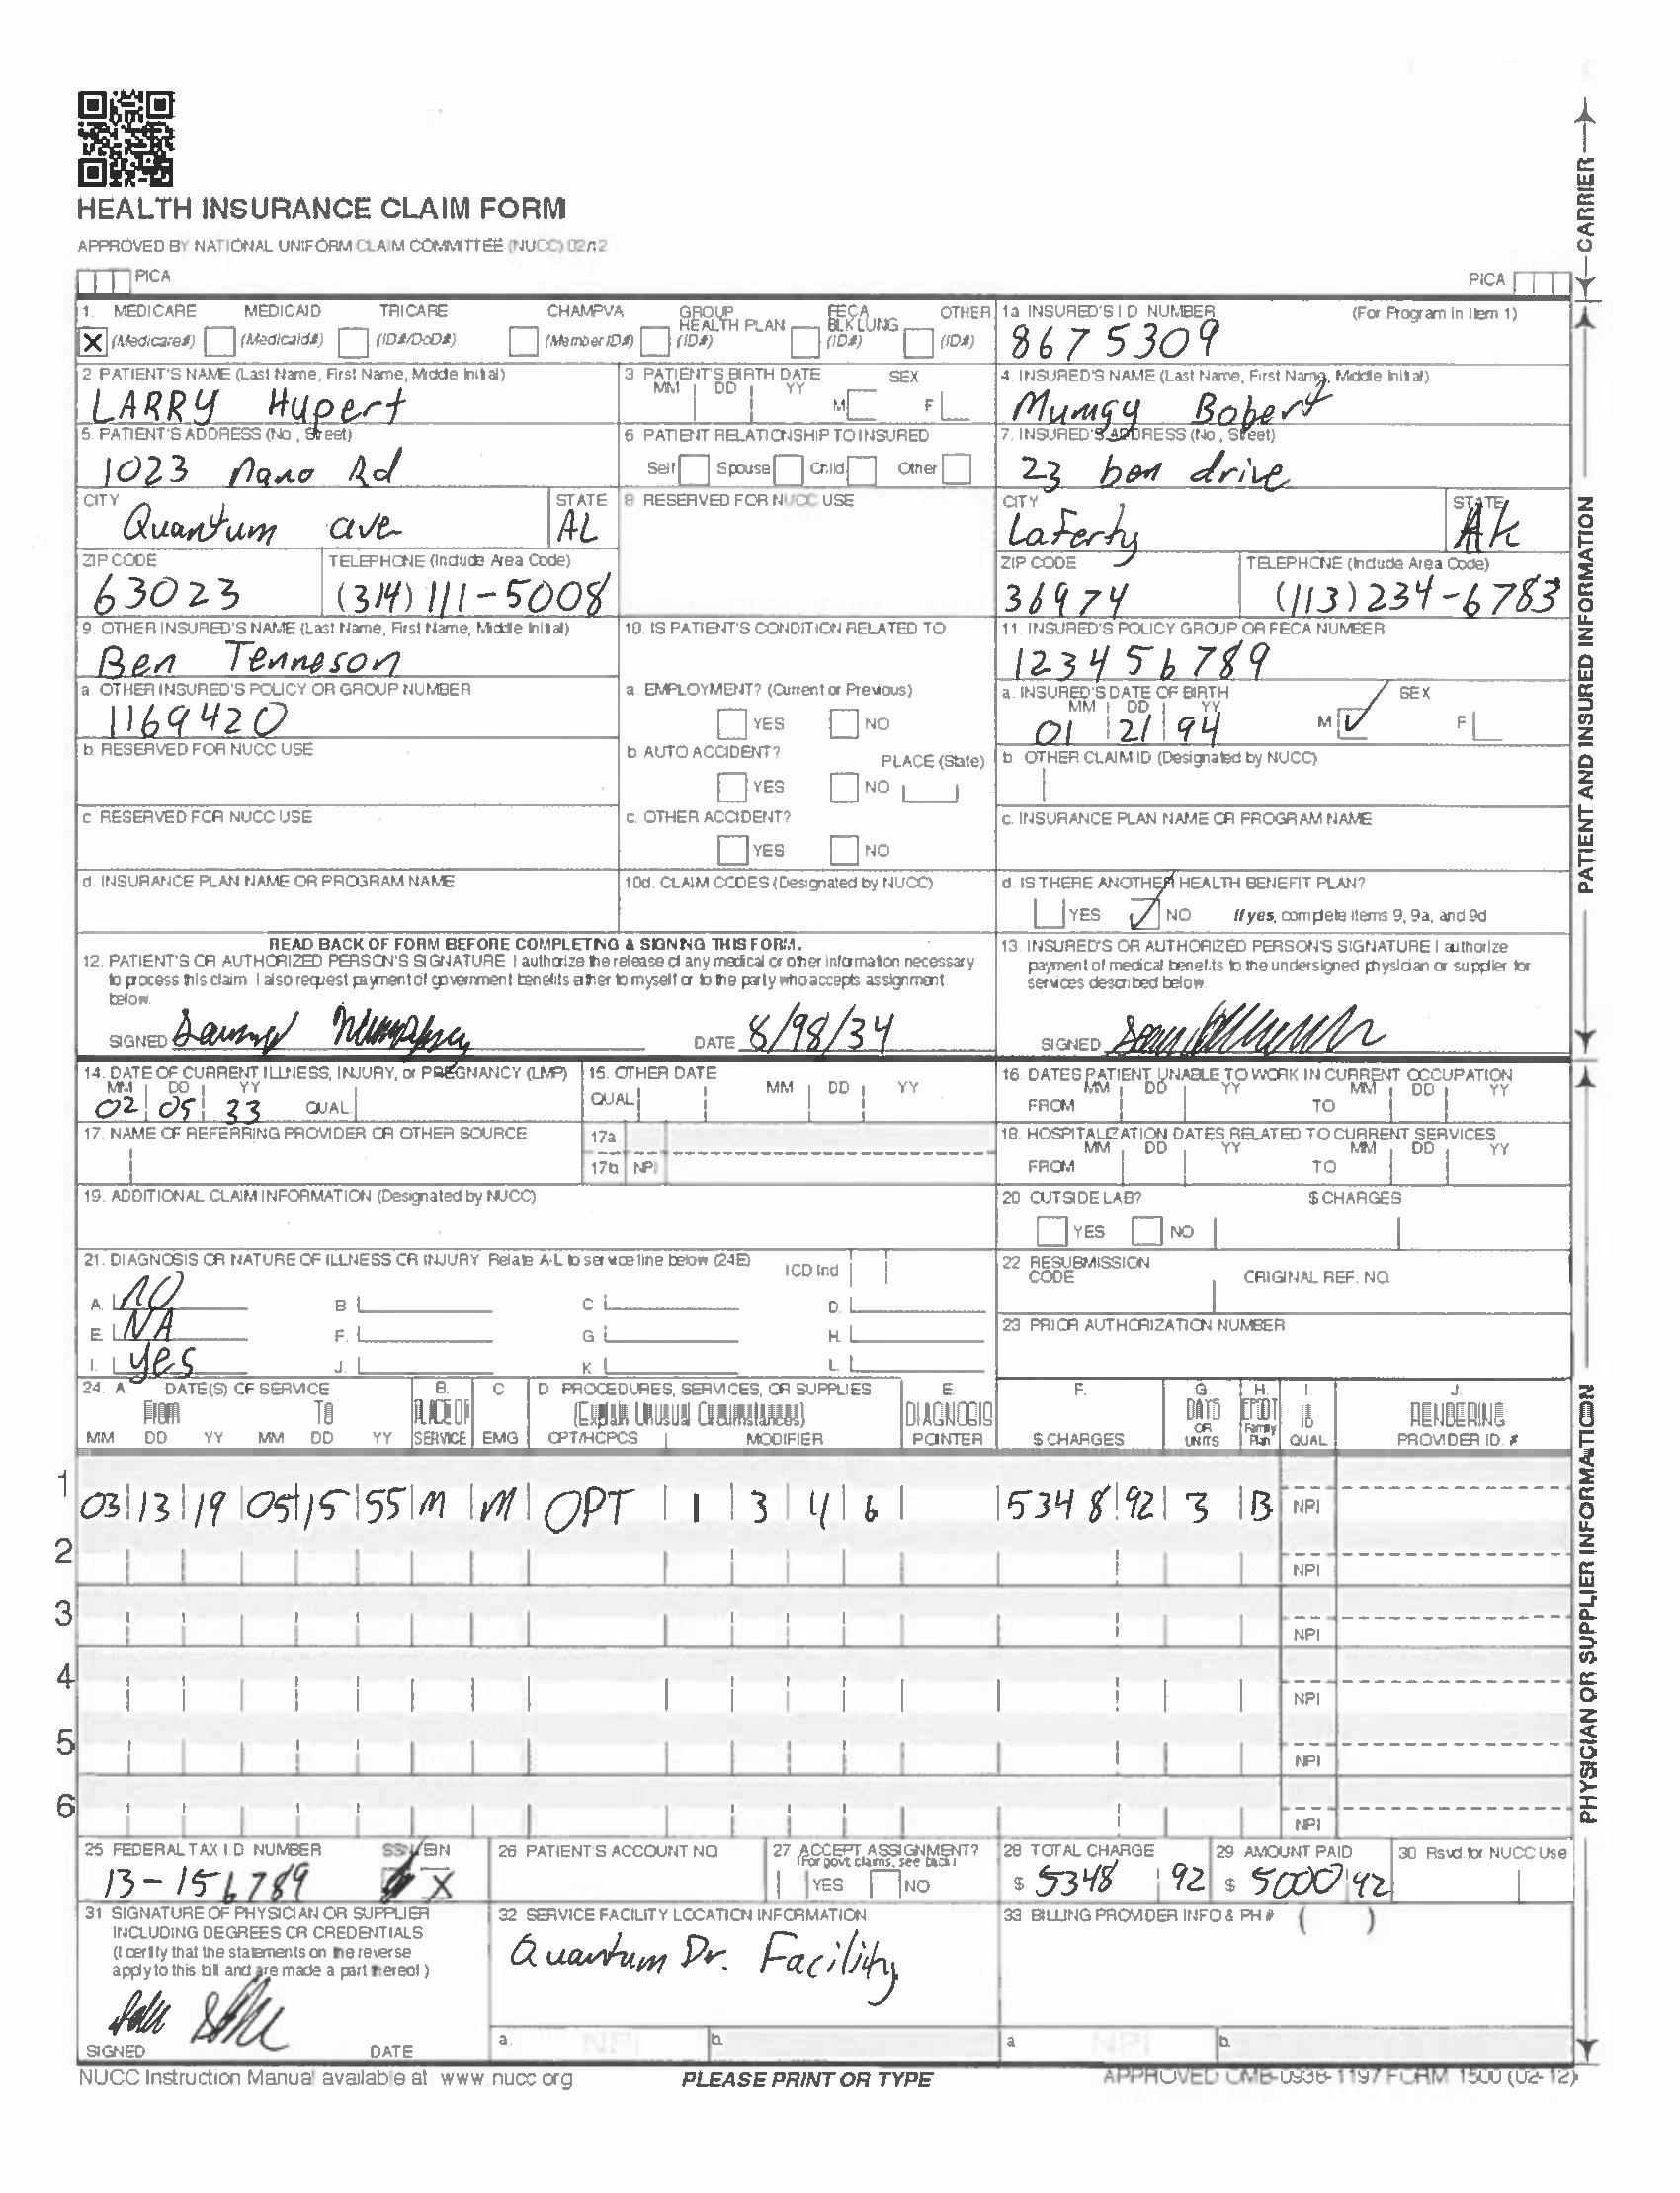 HEALTH INSURANCE CLAIM FORM
APPROVED BY NATIONAL UNIFORM CLAIM COMMITTEE (NUCC) 02/12
PICA PICA
CARRIER
1. MEDICARE MEDICAID TRICARE CHAMPVA GROUP HEALTH PLAN FECA BLK LUNG OTHER
X (Medicare#) (Medicaid#) (ID#/DoD#) (Member ID#) (ID#) (ID#) (ID#)
1a INSURED'S I D NUMBER (For Program in Item 1)
8675309
2 PATIENT'S NAME (Last Name, First Name, Middle Initial)
LARRY Hupert
3 PATIENT'S BIRTH DATE SEX
MM DD YY M F
4. INSURED'S NAME (Last Name, First Name, Middle Initial)
Mumgy Bobert
5. PATIENT'S ADDRESS (No , Street)
1023 nano Rd
6 PATIENT RELATIONSHIP TO INSURED
Self Spouse Child Other
7. INSURED'S ADDRESS (No , Street)
23 ben drive
CITY STATE
Quantum ave AL
8 RESERVED FOR NUCC USE
CITY STATE
Laferty AK
ZIP CODE TELEPHONE (Include Area Code)
63023 (314) 111-5008
ZIP CODE TELEPHONE (Include Area Code)
36974 (113) 234-6783
9. OTHER INSURED'S NAME (Last Name, First Name, Middle Initial)
Ben Tenneson
10. IS PATIENT'S CONDITION RELATED TO
11. INSURED'S POLICY GROUP OR FECA NUMBER
123456789
a. OTHER INSURED'S POLICY OR GROUP NUMBER
1169420
a. EMPLOYMENT? (Current or Previous)
YES NO
a. INSURED'S DATE OF BIRTH SEX
MM DD YY
01 21 94 M F
b. RESERVED FOR NUCC USE
b AUTO ACCIDENT? PLACE (State)
YES NO
b. OTHER CLAIM ID (Designated by NUCC)
c RESERVED FOR NUCC USE
c. OTHER ACCIDENT?
YES NO
c. INSURANCE PLAN NAME OR PROGRAM NAME
d. INSURANCE PLAN NAME OR PROGRAM NAME
10d. CLAIM CODES (Designated by NUCC)
d. IS THERE ANOTHER HEALTH BENEFIT PLAN?
YES NO If yes, complete items 9, 9a, and 9d
PATIENT AND INSURED INFORMATION
READ BACK OF FORM BEFORE COMPLETING & SIGNING THIS FORM.
12. PATIENT'S OR AUTHORIZED PERSON'S SIGNATURE I authorize the release of any medical or other information necessary
to process this claim I also request payment of government benefits either to myself or to the party who accepts assignment
below
SIGNED DATE 8/98/34
13. INSURED'S OR AUTHORIZED PERSON'S SIGNATURE I authorize
payment of medical benefits to the undersigned physician or supplier for
services described below
SIGNED
14. DATE OF CURRENT ILLNESS, INJURY, or PREGNANCY (LMP)
MM DD YY
02 05 33 QUAL
15. OTHER DATE
QUAL MM DD YY
16. DATES PATIENT UNABLE TO WORK IN CURRENT OCCUPATION
MM DD YY MM DD YY
FROM TO
17. NAME OF REFERRING PROVIDER OR OTHER SOURCE
17a
17b NPI
18. HOSPITALIZATION DATES RELATED TO CURRENT SERVICES
MM DD YY MM DD YY
FROM TO
19. ADDITIONAL CLAIM INFORMATION (Designated by NUCC)
20 OUTSIDE LAB? $ CHARGES
YES NO
21. DIAGNOSIS OR NATURE OF ILLNESS OR INJURY Relate A-L to service line below (24E) ICD Ind
A. NO B C D.
E NA F. G H.
I. yes J. K. L.
22 RESUBMISSION
CODE ORIGINAL REF. NO.
23 PRIOR AUTHORIZATION NUMBER
24. A. DATE(S) OF SERVICE B. C D PROCEDURES, SERVICES, OR SUPPLIES E. F. G. H. I. J.
FROM TO PLACE OF (Explain Unusual Circumstances) DIAGNOSIS DAYS OR EPSDT Family ID RENDERING
MM DD YY MM DD YY SERVICE EMG CPT/HCPCS MODIFIER POINTER $ CHARGES UNITS Plan QUAL PROVIDER ID. #
1 03 13 19 05 15 55 M M OPT 1 3 4 6 5348 92 3 B NPI
2 NPI
3 NPI
4 NPI
5 NPI
6 NPI
25 FEDERAL TAX I.D NUMBER SSN EIN
13-156789 X
26 PATIENT'S ACCOUNT NO
27 ACCEPT ASSIGNMENT?
(For govt claims, see back)
YES NO
28 TOTAL CHARGE
$ 5348 92
29 AMOUNT PAID
$ 5000 92
30 Rsvd for NUCC Use
31 SIGNATURE OF PHYSICIAN OR SUPPLIER
INCLUDING DEGREES OR CREDENTIALS
(I certify that the statements on the reverse
apply to this bill and are made a part thereof )
SIGNED DATE
32 SERVICE FACILITY LOCATION INFORMATION
Quantum Dr. Facility
a. NPI b.
33 BILLING PROVIDER INFO & PH # ( )
a NPI b.
PHYSICIAN OR SUPPLIER INFORMATION
NUCC Instruction Manual available at www nucc org PLEASE PRINT OR TYPE APPROVED OMB-0938-1197 FORM 1500 (02-12)